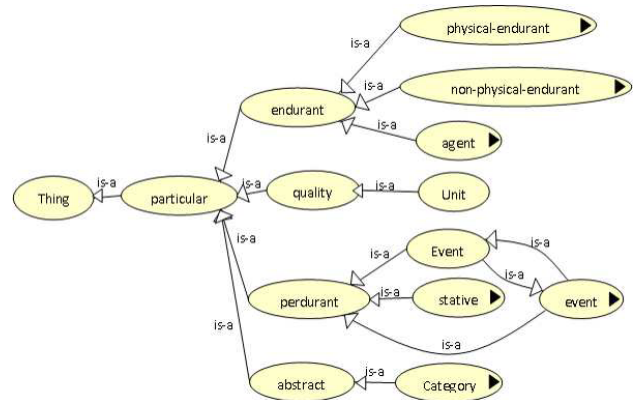 physical-endurant
is-a
is-a
non-physical-endurant
endurant
is-a
is-a
agent
Thing
is-a
particular
is-a
quality
is-a
Unit
is-a
is-a
Event
is-a
is-a
perdurant
is-a
stative
event
is-a
is-a
abstract
is-a
Category